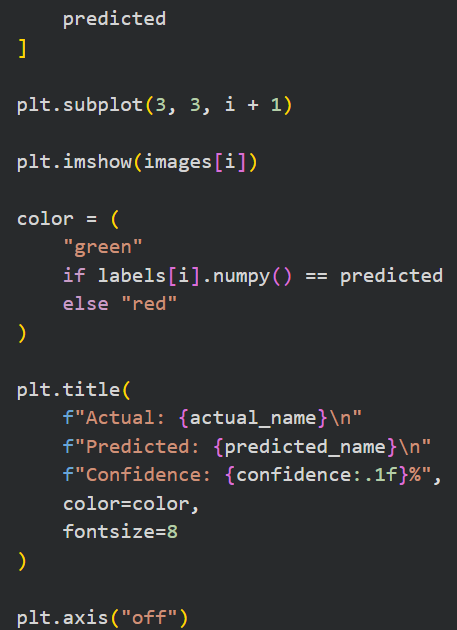 predicted
]

plt.subplot(3, 3, i + 1)

plt.imshow(images[i])

color = (
    "green"
    if labels[i].numpy() == predicted
    else "red"
)

plt.title(
    f"Actual: {actual_name}\n"
    f"Predicted: {predicted_name}\n"
    f"Confidence: {confidence:.1f}%",
    color=color,
    fontsize=8
)

plt.axis("off")